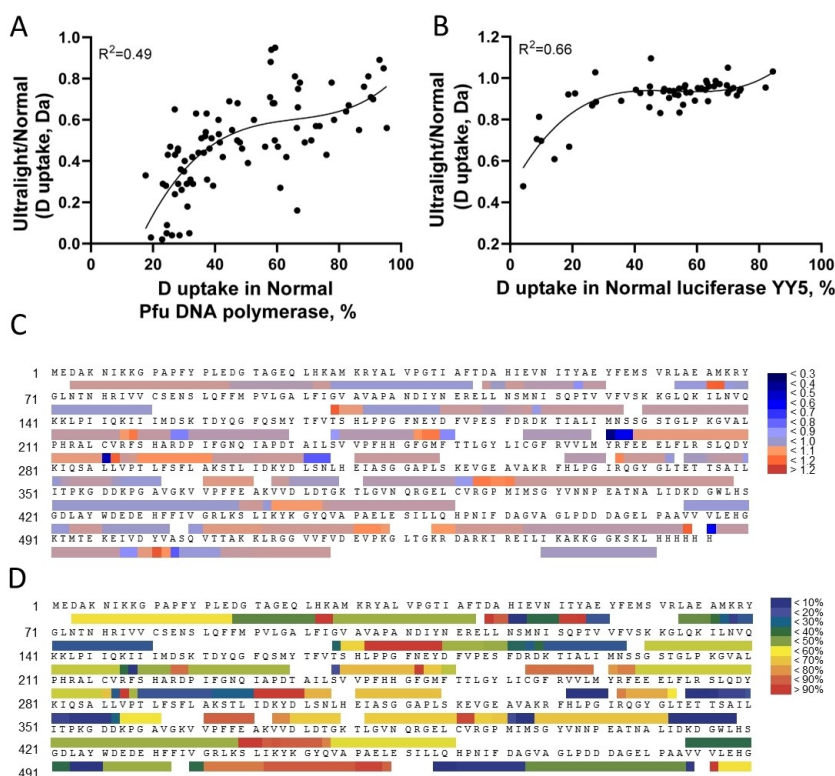 A
B
R²=0.49
R²=0.66
Ultralight/Normal
(D uptake, Da)
1.0
0.8
0.6
0.4
0.2
0.0
0 20 40 60 80 100
D uptake in Normal
Pfu DNA polymerase, %
Ultralight/Normal
(D uptake, Da)
1.2
1.0
0.8
0.6
0.4
0.2
0 20 40 60 80 100
D uptake in Normal luciferase YY5, %
C
1 MEDAK NIKKG PAPFY PLEDG TAGEQ LHKAM KRYAL VPGTI AFTDA HIEVN ITYAE YFEMS VRLAE AMKRY
71 GLNTN HRIVV CSENS LQFFM PVLGA LFIGV AVAPA NDIYN ERELL NSMNI SQPTV VFVSK KGLQK ILNVQ
141 KKLPI IQKII IMDSK TDYQG FQSMY TFVTS HLPPG FNEYD FVPES FDRDK TIALI MNSSG STGLP KGVAL
211 PHRAL CVRFS HARDP IFGNQ IAPDT AILSV VPFHH GFGMF TTLGY LICGF RVVLM YRFEE ELFLR SLQDY
281 KIQSA LLVPT LFSFL AKSTL IDKYD LSNLH EIASG GAPLS KEVGE AVAKR FHLPG IRQGY GLTET TSAIL
351 ITPKG DDKPG AVGKV VPFFE AKVVD LDTGK TLGVN QRGEL CVRGP MIMSG YVNNP EATNA LIDKD GWLHS
421 GDLAY WDEDE HFFIV GRLKS LIKYK GYQVA PAELE SILLQ HPNIF DAGVA GLPDD DAGEL PAAVV VLEHG
491 KTMTE KEIVD YVASQ VTTAK KLRGG VVFVD EVPKG LTGKR DARKI REILI KAKKG GKSKL HHHHH H
< 0.3
< 0.4
< 0.5
< 0.6
< 0.7
< 0.8
< 0.9
< 1.0
< 1.1
< 1.2
> 1.2
D
1 MEDAK NIKKG PAPFY PLEDG TAGEQ LHKAM KRYAL VPGTI AFTDA HIEVN ITYAE YFEMS VRLAE AMKRY
71 GLNTN HRIVV CSENS LQFFM PVLGA LFIGV AVAPA NDIYN ERELL NSMNI SQPTV VFVSK KGLQK ILNVQ
141 KKLPI IQKII IMDSK TDYQG FQSMY TFVTS HLPPG FNEYD FVPES FDRDK TIALI MNSSG STGLP KGVAL
211 PHRAL CVRFS HARDP IFGNQ IAPDT AILSV VPFHH GFGMF TTLGY LICGF RVVLM YRFEE ELFLR SLQDY
281 KIQSA LLVPT LFSFL AKSTL IDKYD LSNLH EIASG GAPLS KEVGE AVAKR FHLPG IRQGY GLTET TSAIL
351 ITPKG DDKPG AVGKV VPFFE AKVVD LDTGK TLGVN QRGEL CVRGP MIMSG YVNNP EATNA LIDKD GWLHS
421 GDLAY WDEDE HFFIV GRLKS LIKYK GYQVA PAELE SILLQ HPNIF DAGVA GLPDD DAGEL PAAVV VLEHG
491
< 10%
< 20%
< 30%
< 40%
< 50%
< 60%
< 70%
< 80%
< 90%
> 90%